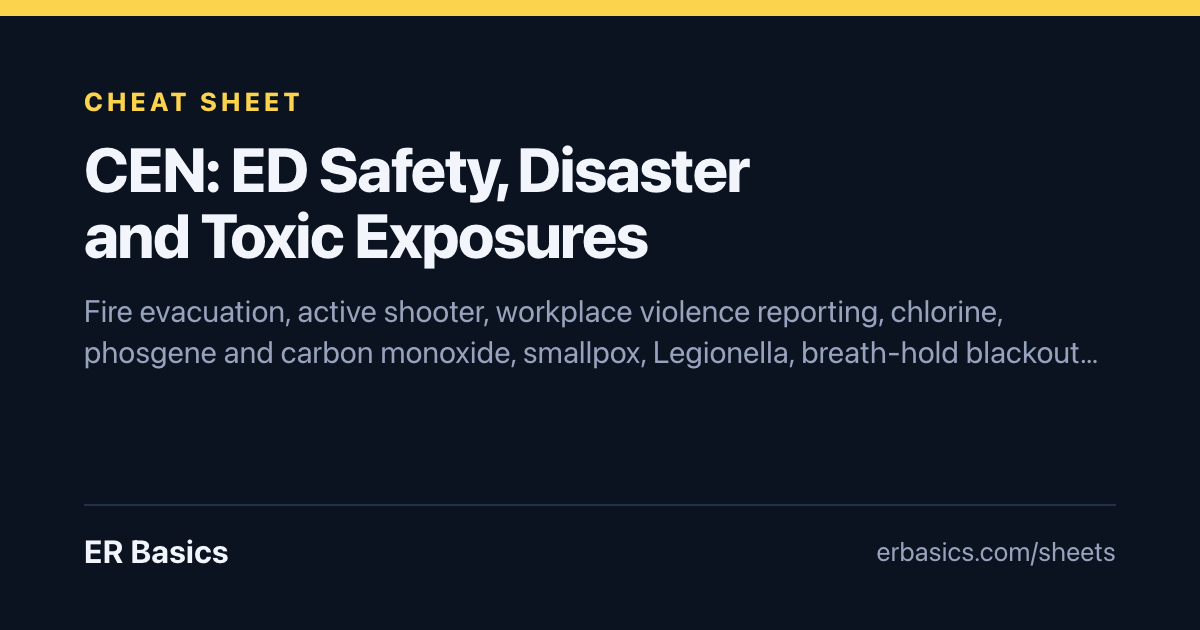 CHEAT SHEET
CEN: ED Safety, Disaster
and Toxic Exposures
Fire evacuation, active shooter, workplace violence reporting, chlorine,
phosgene and carbon monoxide, smallpox, Legionella, breath-hold blackout…
ER Basics
erbasics.com/sheets